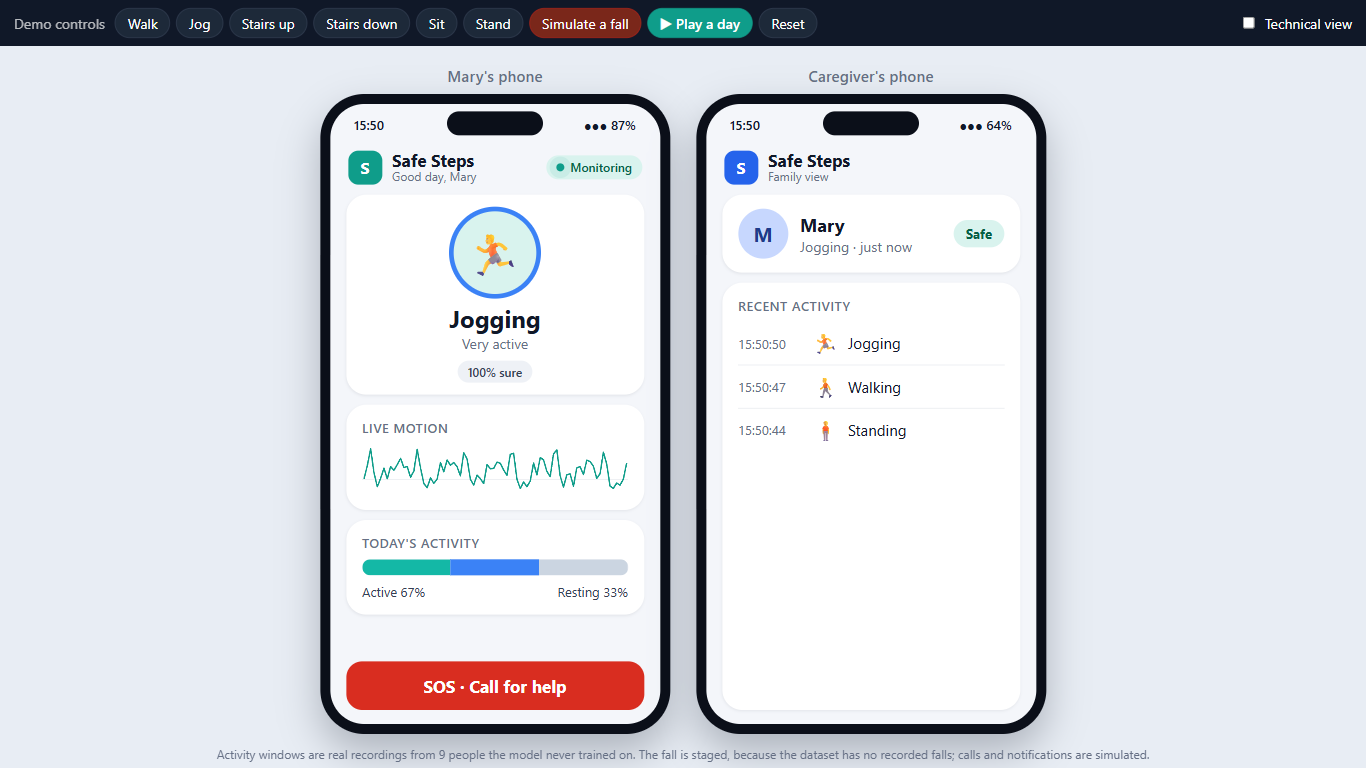 Demo controls Walk Jog Stairs up Stairs down Sit Stand Simulate a fall ▶ Play a day Reset Technical view
Mary's phone
15:50 ●●● 87%
S Safe Steps
Good day, Mary
Monitoring
Jogging
Very active
100% sure
LIVE MOTION
TODAY'S ACTIVITY
Active 67% Resting 33%
SOS · Call for help
Caregiver's phone
15:50 ●●● 64%
S Safe Steps
Family view
M Mary
Jogging · just now
Safe
RECENT ACTIVITY
15:50:50 Jogging
15:50:47 Walking
15:50:44 Standing
Activity windows are real recordings from 9 people the model never trained on. The fall is staged, because the dataset has no recorded falls; calls and notifications are simulated.